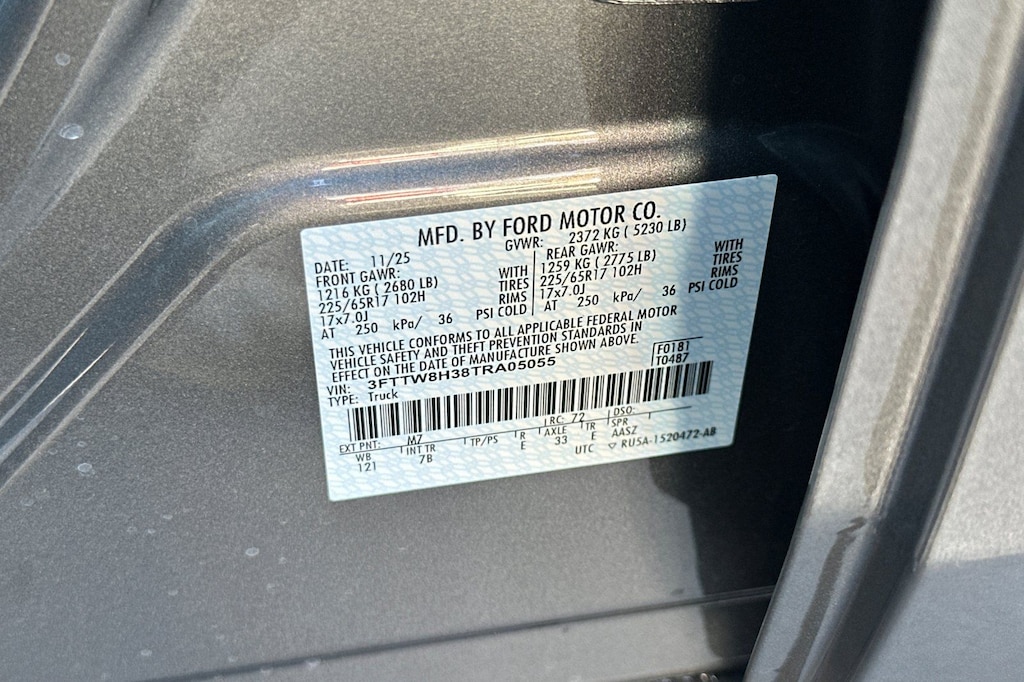 MFD. BY FORD MOTOR CO.
DATE: 11/25
GVWR: 2372 KG ( 5230 LB)
FRONT GAWR:
1216 KG ( 2680 LB) WITH
225/65R17 102H TIRES
17x7.0J RIMS
AT 250 kPa/ 36 PSI COLD
REAR GAWR:
1259 KG ( 2775 LB) WITH
225/65R17 102H TIRES
17x7.0J RIMS
AT 250 kPa/ 36 PSI COLD
THIS VEHICLE CONFORMS TO ALL APPLICABLE FEDERAL MOTOR
VEHICLE SAFETY AND THEFT PREVENTION STANDARDS IN
EFFECT ON THE DATE OF MANUFACTURE SHOWN ABOVE.
VIN: 3FTTW8H38TRA05055
TYPE: Truck
F0181
T0487
EXT PNT: M7 RC: 72 DSO:
WB INT TR TP/PS R AXLE TR SPR
121 7B E 33 E AASZ
UTC ▽ RU5A-1520472-AB